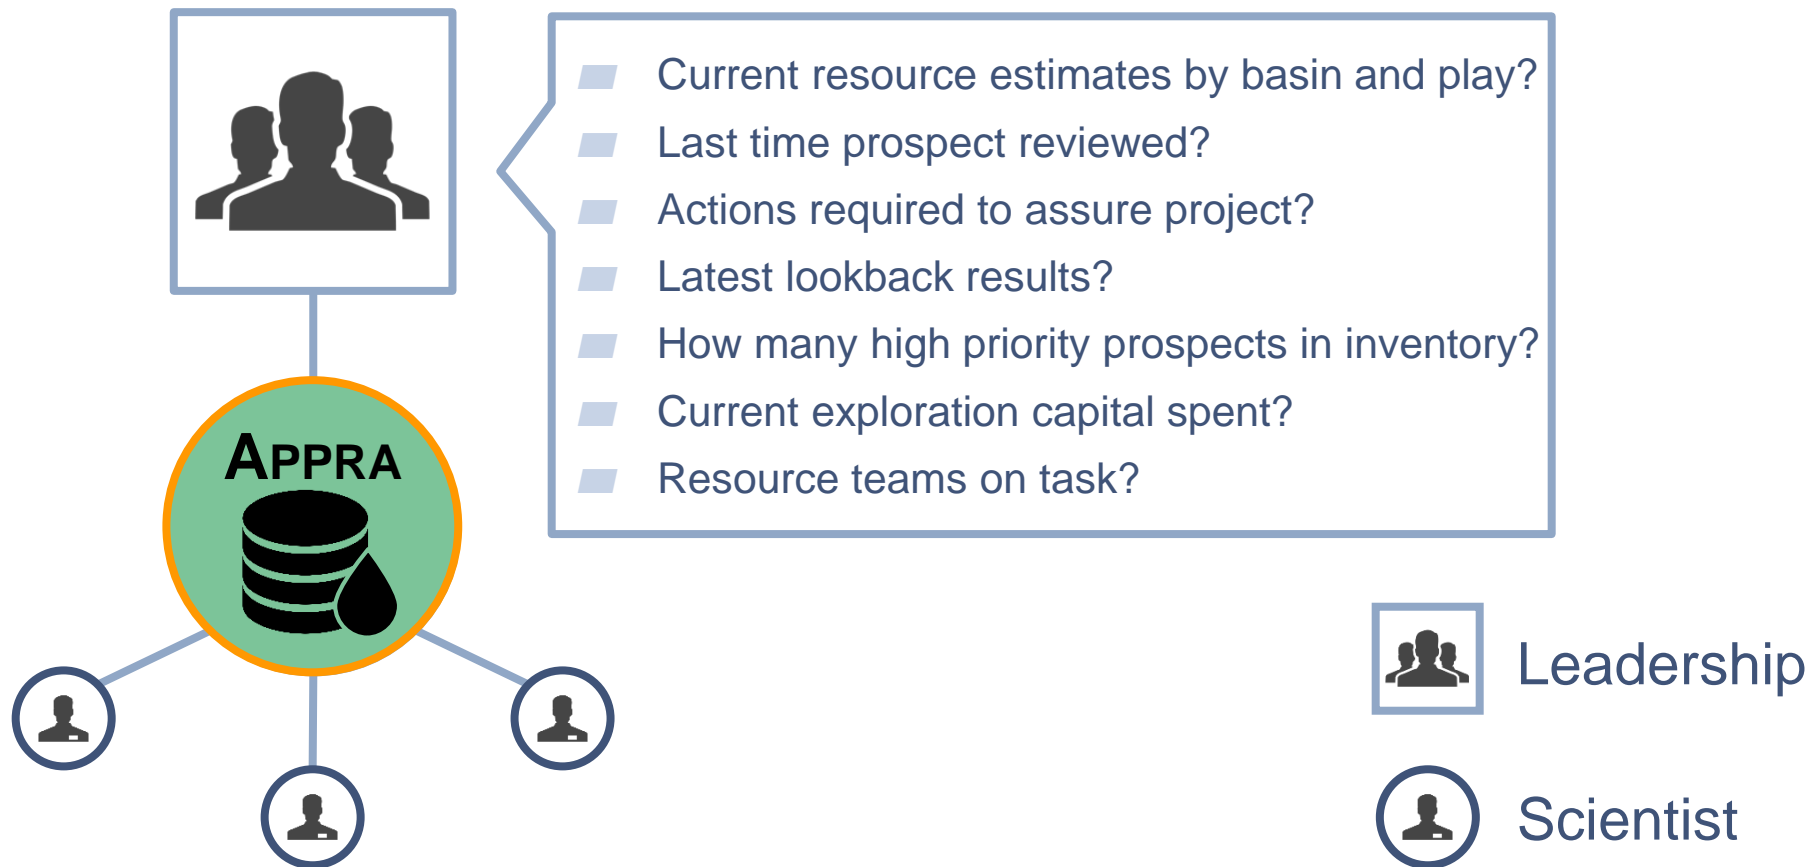 Current resource estimates by basin and play?
Last time prospect reviewed?
Actions required to assure project?
Latest lookback results?
How many high priority prospects in inventory?
Current exploration capital spent?
Resource teams on task?
APPRA
Leadership
Scientist